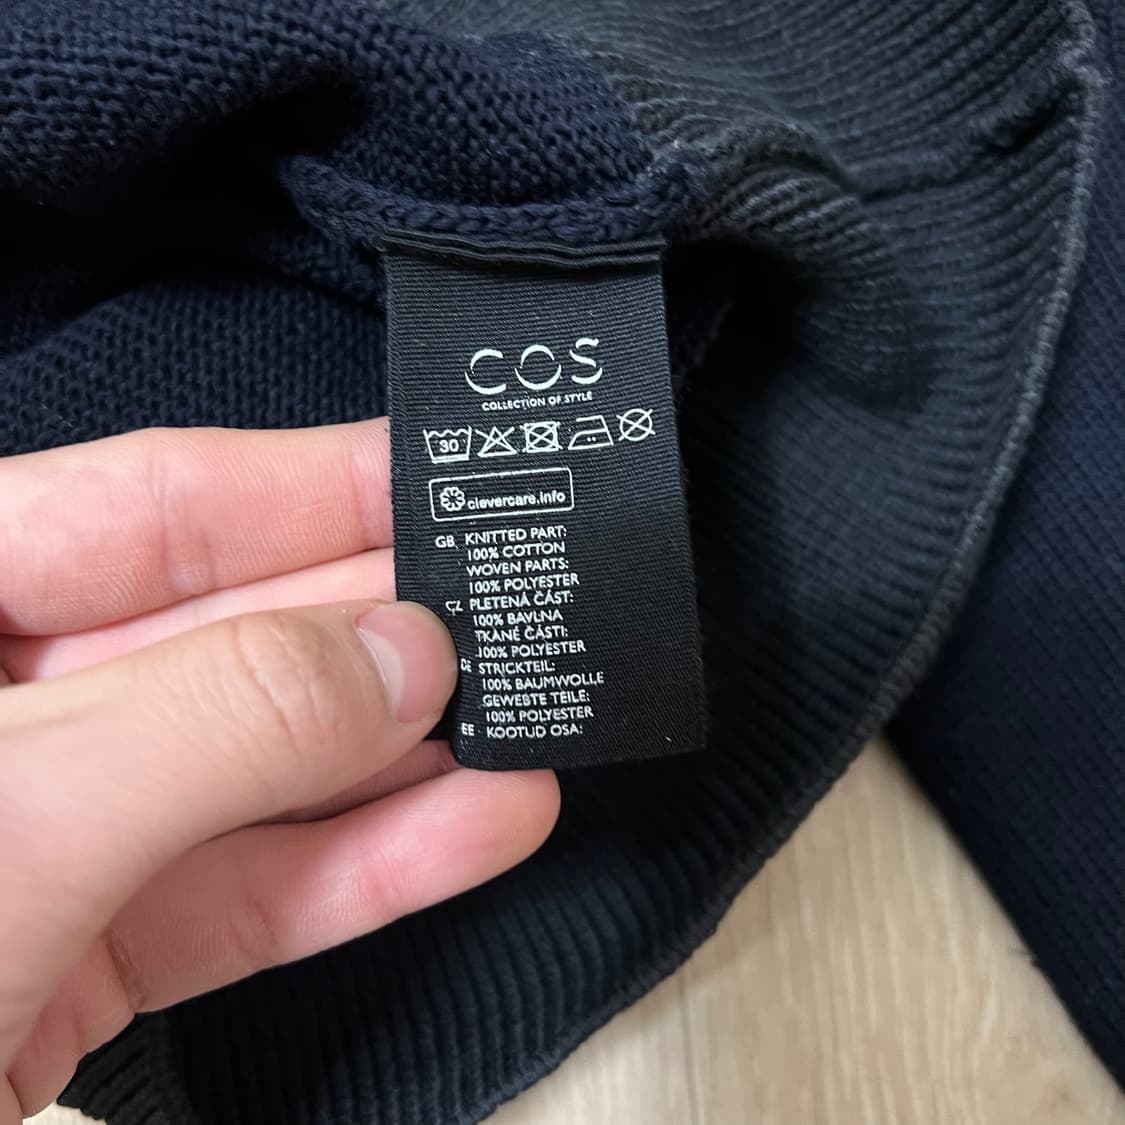 COS
COLLECTION OF STYLE
30
clevercare.info
GB KNITTED PART:
100% COTTON
WOVEN PARTS:
100% POLYESTER
CZ PLETENÁ ČÁST:
100% BAVLNA
TKANÉ ČÁSTI:
100% POLYESTER
DE STRICKTEIL:
100% BAUMWOLLE
GEWEBTE TEILE:
100% POLYESTER
EE KOOTUD OSA: